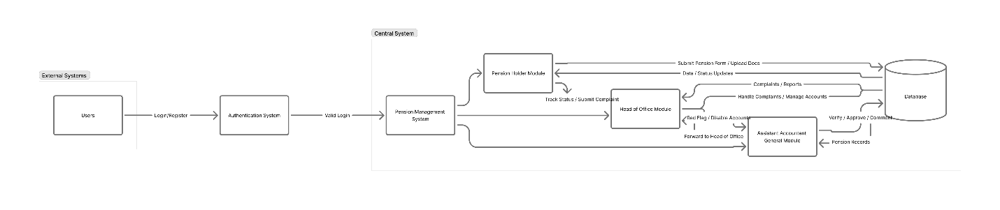 Central System
External Systems
Users
Login/Register
Authentication System
Valid Login
Pension Management
System
Pension Holder Module
Submit Pension Form / Upload Docs
Data / Status Updates
Track Status / Submit Complaint
Head of Office Module
Complaints / Reports
Handle Complaints / Manage Accounts
Red Flag / Disable Accounts
Forward to Head of Office
Assistant Accountant
General Module
Verify / Approve / Comment
Pension Records
Database